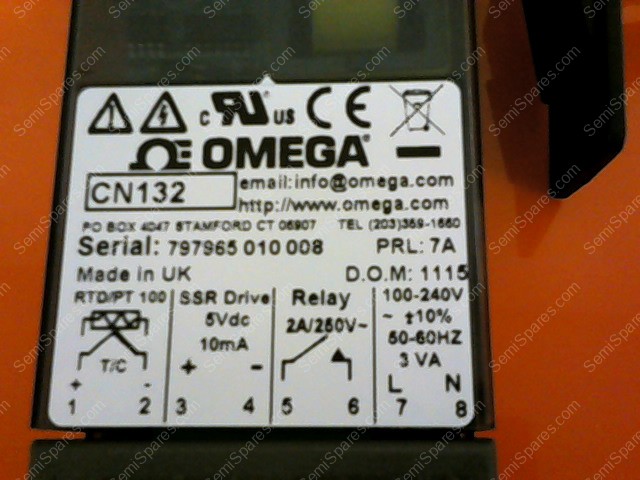 c UL US CE
OMEGA
CN132
email:info@omega.com
http://www.omega.com
PO BOX 4047 STAMFORD CT 06907 TEL (203)359-1660
Serial: 797965 010 008 PRL: 7A
Made in UK D.O.M: 1115
RTD/PT 100 SSR Drive Relay 100-240V
5Vdc 2A/250V~ ~ ±10%
10mA 50-60HZ
T/C 3 VA
+ - + - L N
1 2 3 4 5 6 7 8
SemiSpares.com